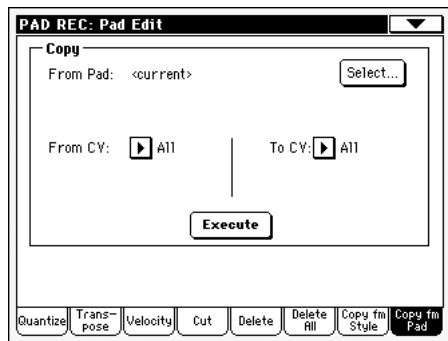 PAD REC: Pad Edit
Copy
From Pad: <current> Select...
From CV: All To CV: All
Execute
Quantize Trans-pose Velocity Cut Delete Delete All Copy fm Style Copy fm Pad